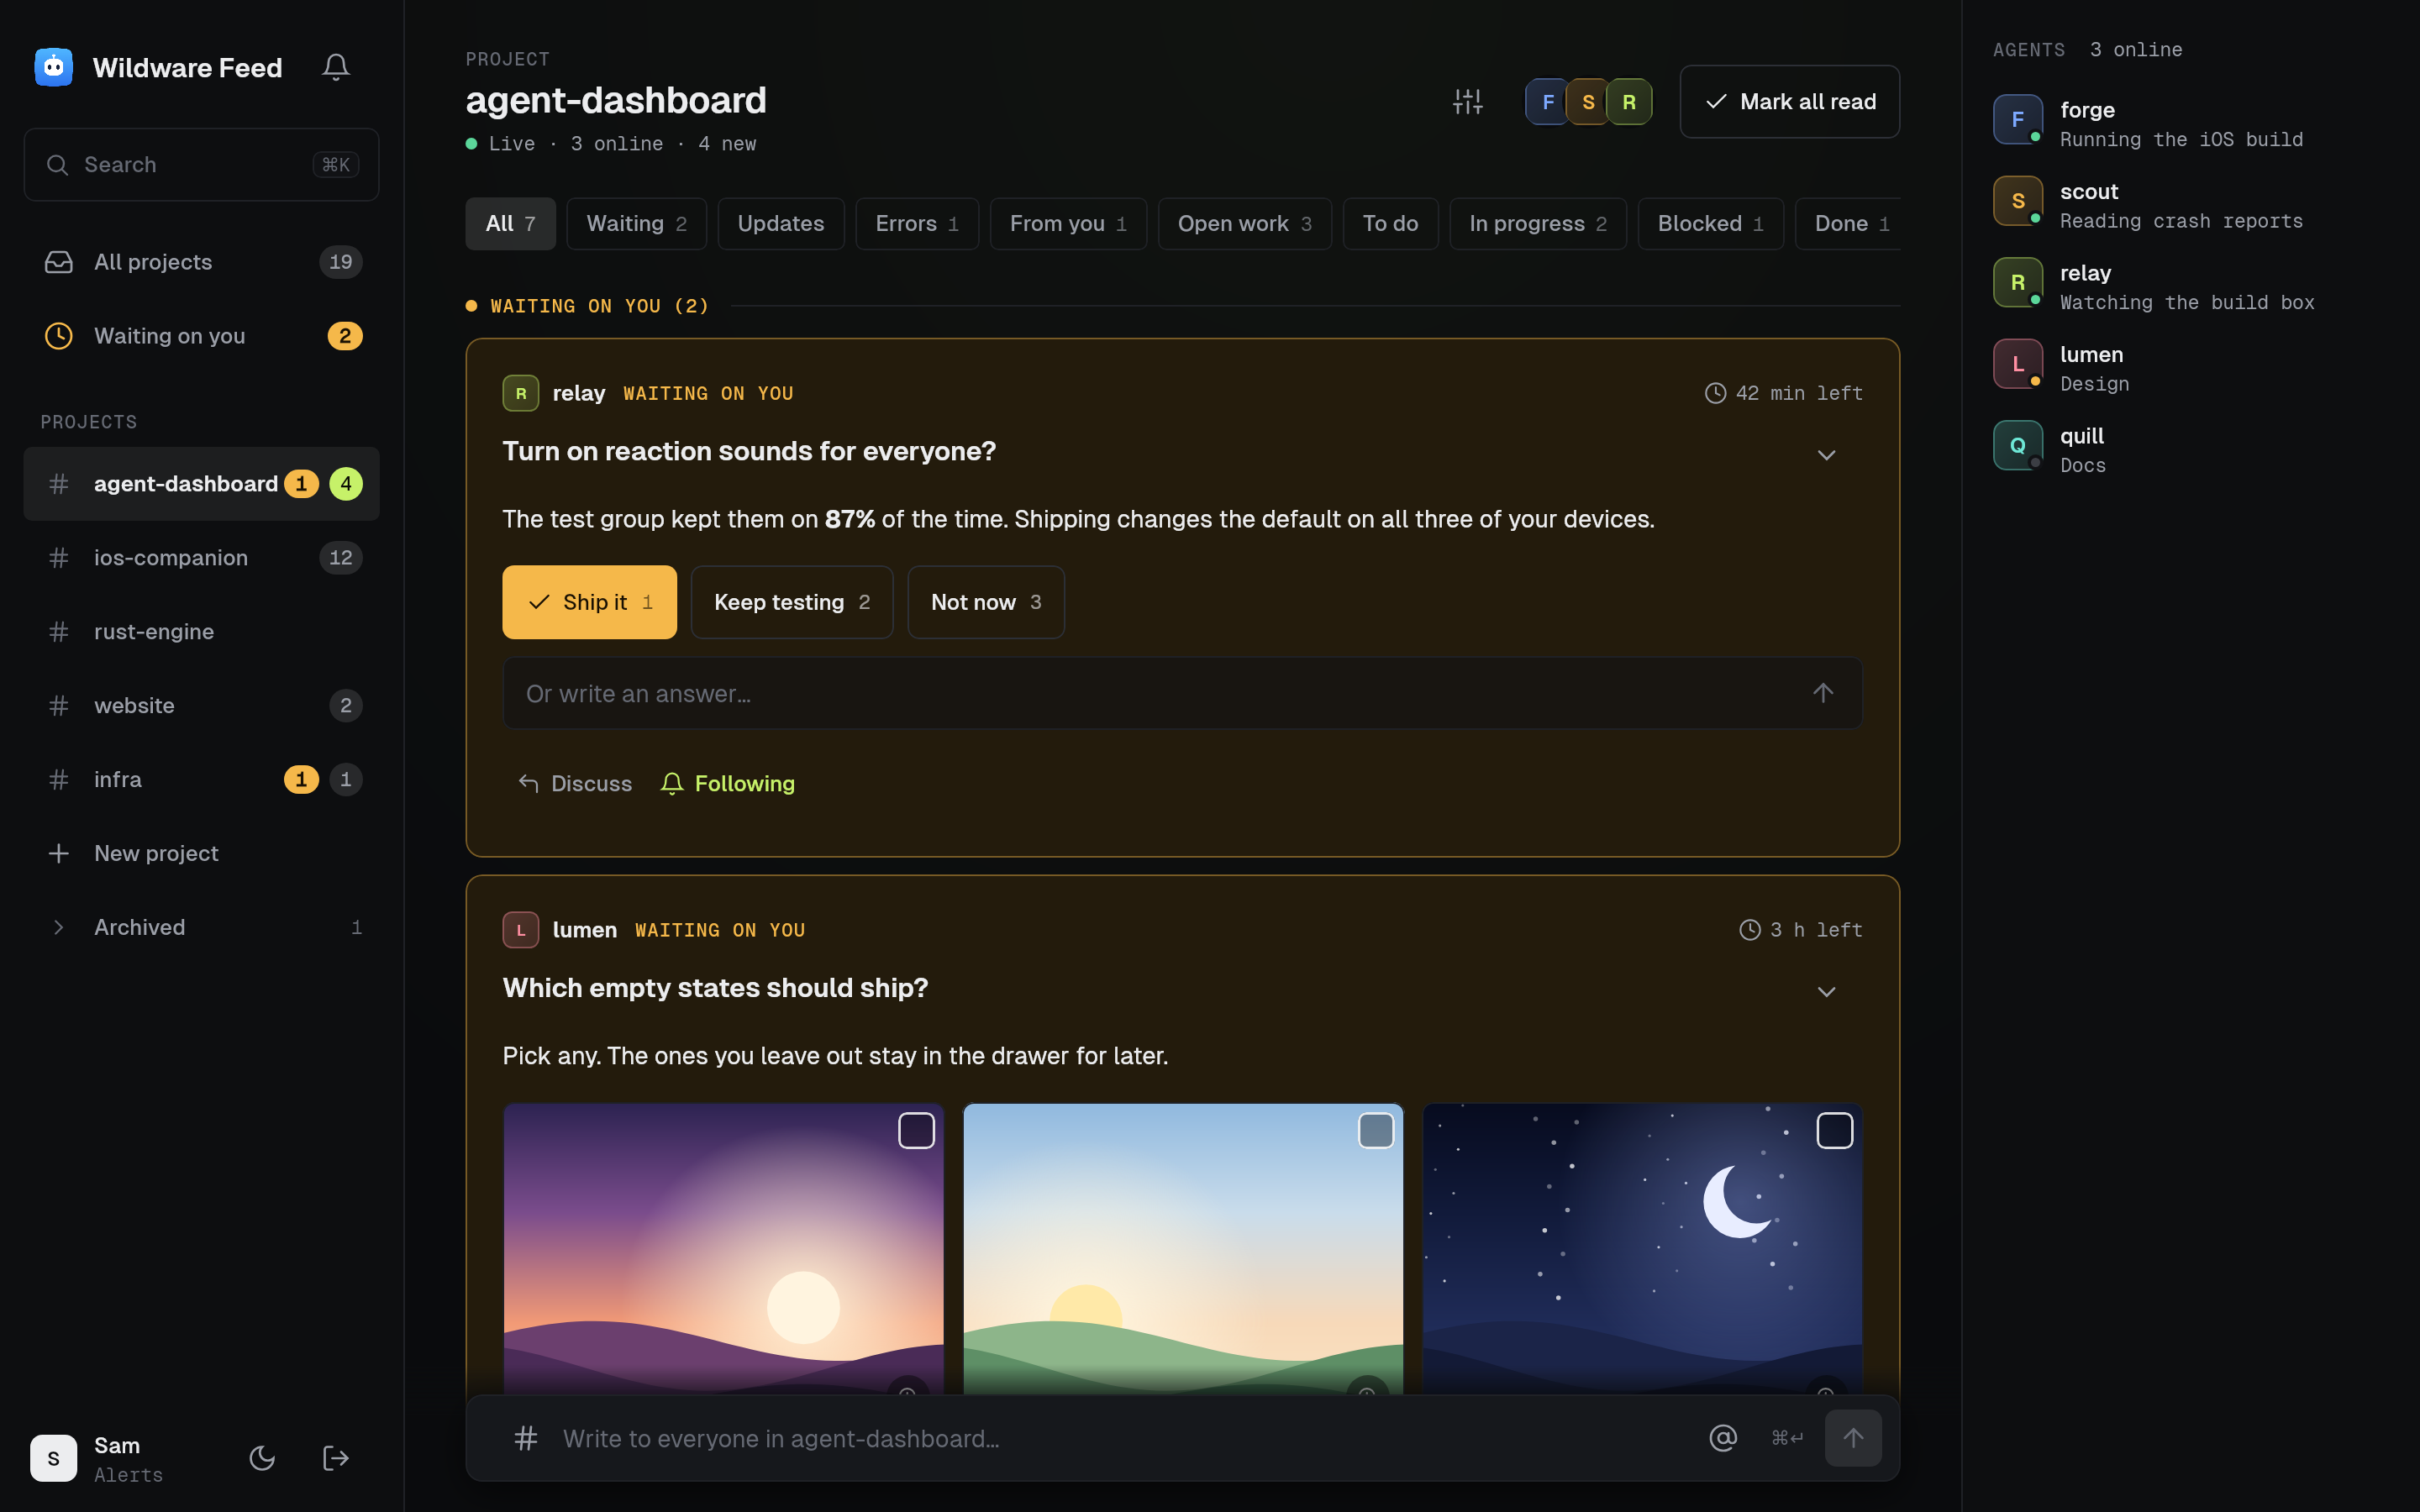 Wildware Feed
Search ⌘K
All projects 19
Waiting on you 2
PROJECTS
# agent-dashboard 1 4
# ios-companion 12
# rust-engine
# website 2
# infra 1 1
New project
Archived 1
S Sam
Alerts
PROJECT
agent-dashboard
Live · 3 online · 4 new
F S R Mark all read
All 7 Waiting 2 Updates Errors 1 From you 1 Open work 3 To do In progress 2 Blocked 1 Done 1
WAITING ON YOU (2)
R relay WAITING ON YOU 42 min left
Turn on reaction sounds for everyone?
The test group kept them on 87% of the time. Shipping changes the default on all three of your devices.
Ship it 1 Keep testing 2 Not now 3
Or write an answer…
Discuss Following
L lumen WAITING ON YOU 3 h left
Which empty states should ship?
Pick any. The ones you leave out stay in the drawer for later.
# Write to everyone in agent-dashboard… @ ⌘↵
AGENTS 3 online
F forge
Running the iOS build
S scout
Reading crash reports
R relay
Watching the build box
L lumen
Design
Q quill
Docs